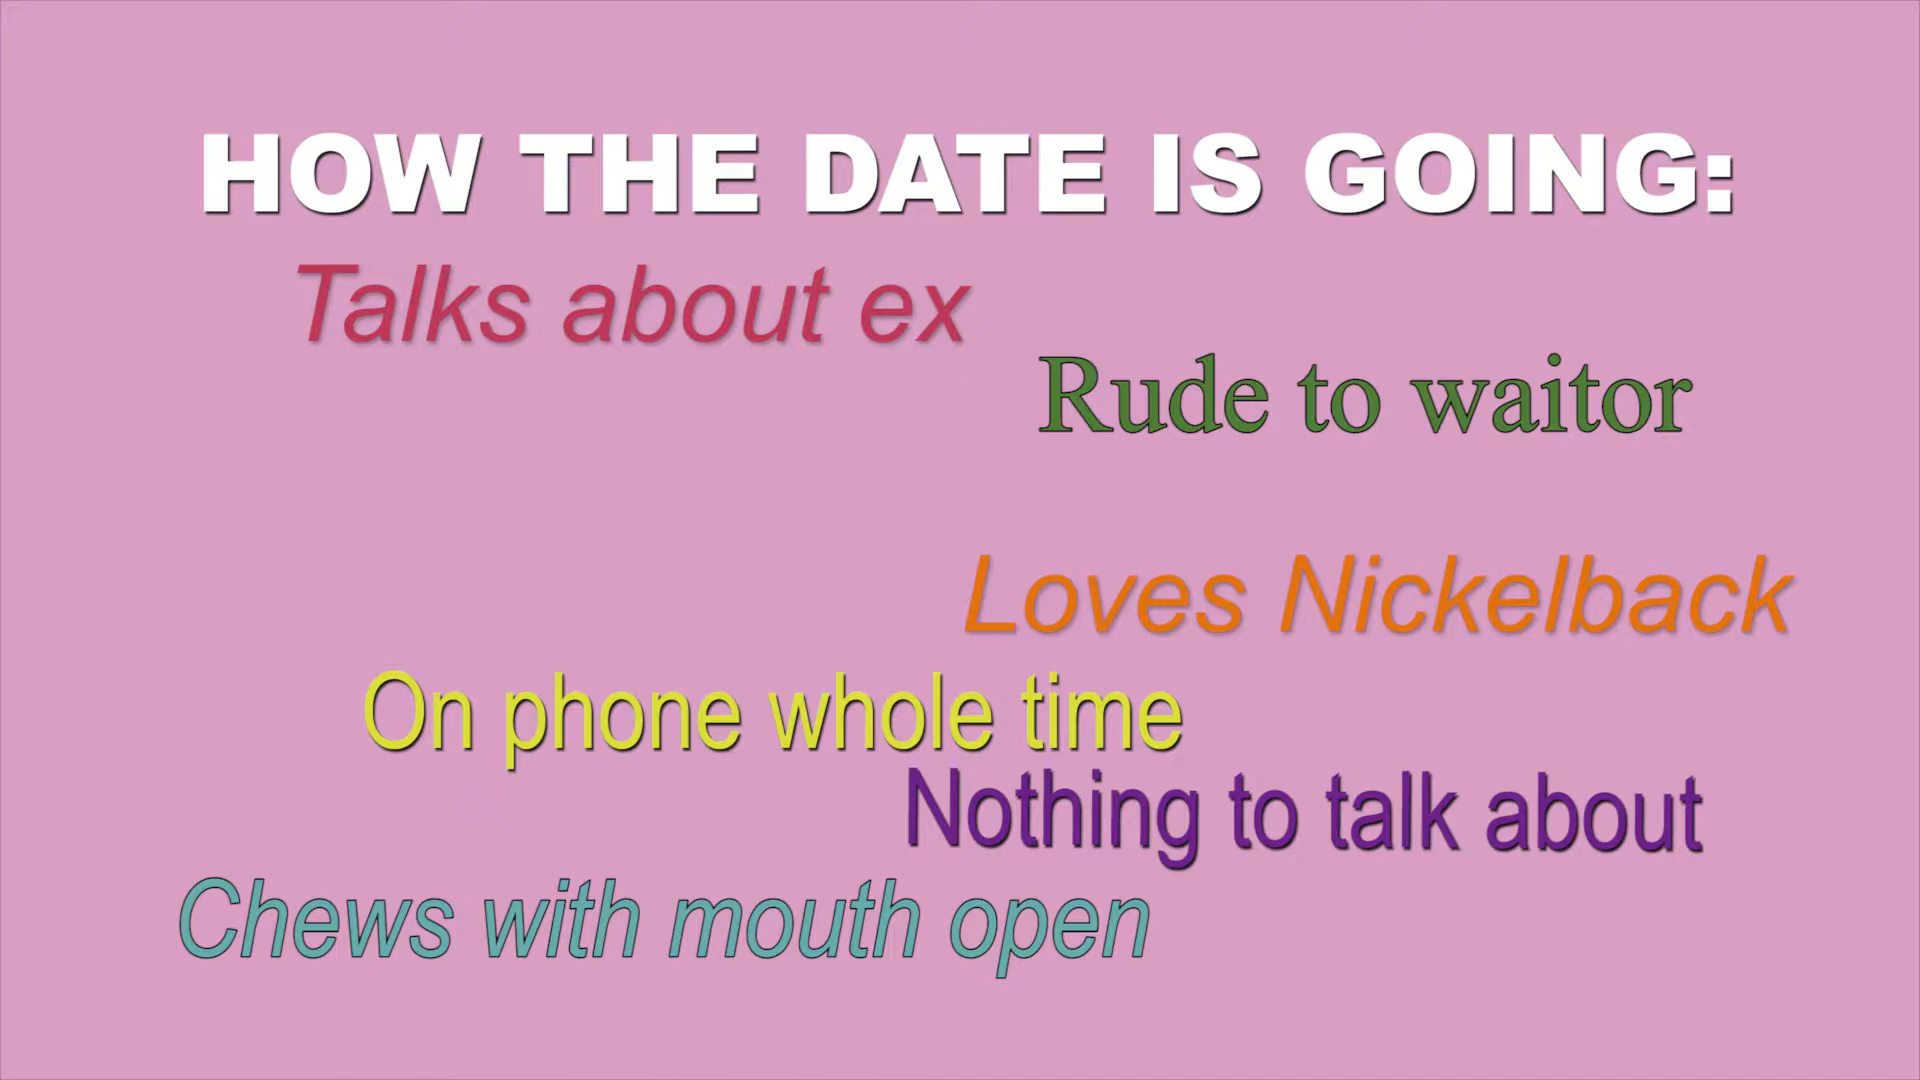 HOW THE DATE IS GOING:
Talks about ex
Rude to waitor
Loves Nickelback
On phone whole time
Nothing to talk about
Chews with mouth open